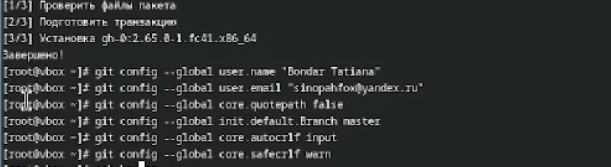 [1/3] Проверить файлы пакета
[2/3] Подготовить транзакцию
[3/3] Установка gh-0:2.65.0-1.fc41.x86_64
Завершено!
[root@vbox ~]# git config --global user.name "Bondar Tatiana"
[root@vbox ~]# git config --global user.email "sinopahfox@yandex.ru"
[root@vbox ~]# git config --global core.quotepath false
[root@vbox ~]# git config --global init.default.Branch master
[root@vbox ~]# git config --global core.autocrlf input
[root@vbox ~]# git config --global core.safecrlf warn